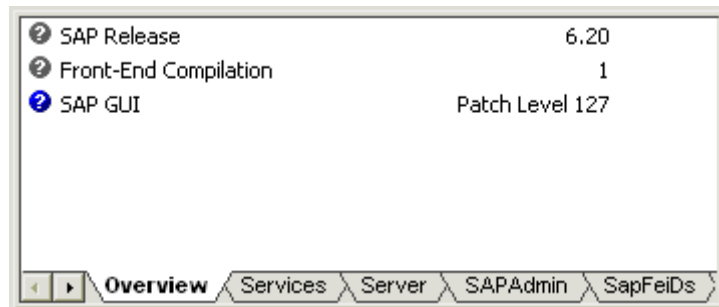 SAP Release 6.20
Front-End Compilation 1
SAP GUI Patch Level 127
Overview Services Server SAPAdmin SapFeiDs